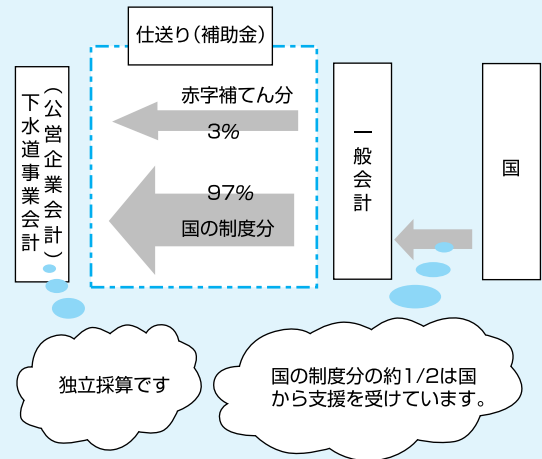 仕送り（補助金）
下水道事業会計
（公営企業会計）
赤字補てん分
3%
97%
国の制度分
一般会計
国
独立採算です
国の制度分の約1/2は国
から支援を受けています。